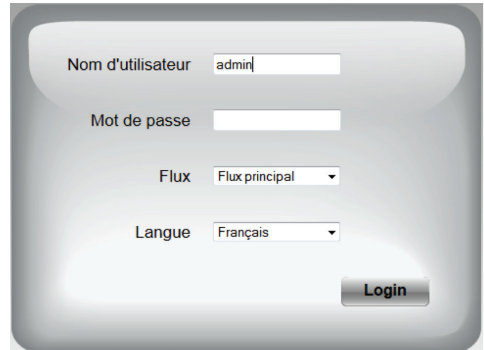 Nom d'utilisateur admin
Mot de passe
Flux Flux principal
Langue Français
Login